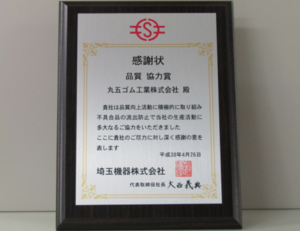 感謝状
品質 協力賞
丸五ゴム工業株式会社 殿
貴社は品質向上活動に積極的に取り組み
不具合品の流出防止で当社の生産活動に
多大なるご協力をいただきました
ここに貴社のご尽力に対し深く感謝の意を
表します
平成30年4月25日
埼玉機器株式会社
代表取締役社長